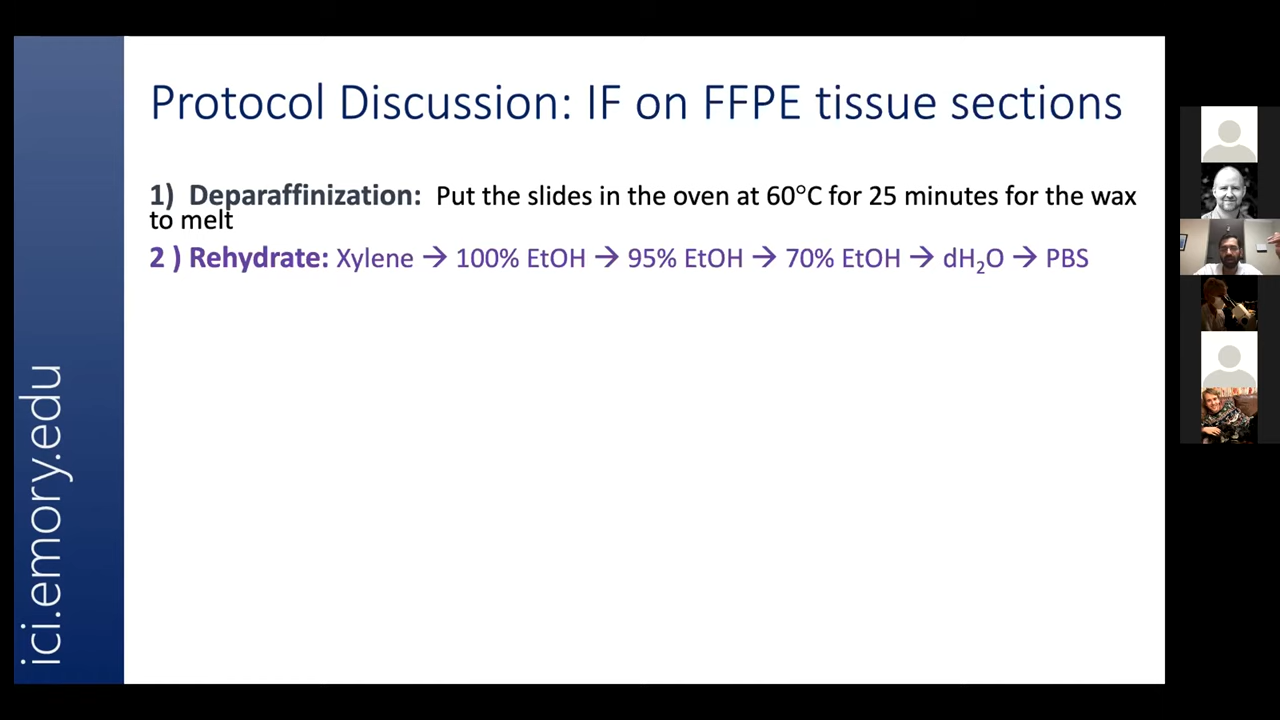 Protocol Discussion: IF on FFPE tissue sections
1) Deparaffinization: Put the slides in the oven at 60°C for 25 minutes for the wax
to melt
2 ) Rehydrate: Xylene → 100% EtOH → 95% EtOH → 70% EtOH → dH₂O → PBS
ici.emory.edu